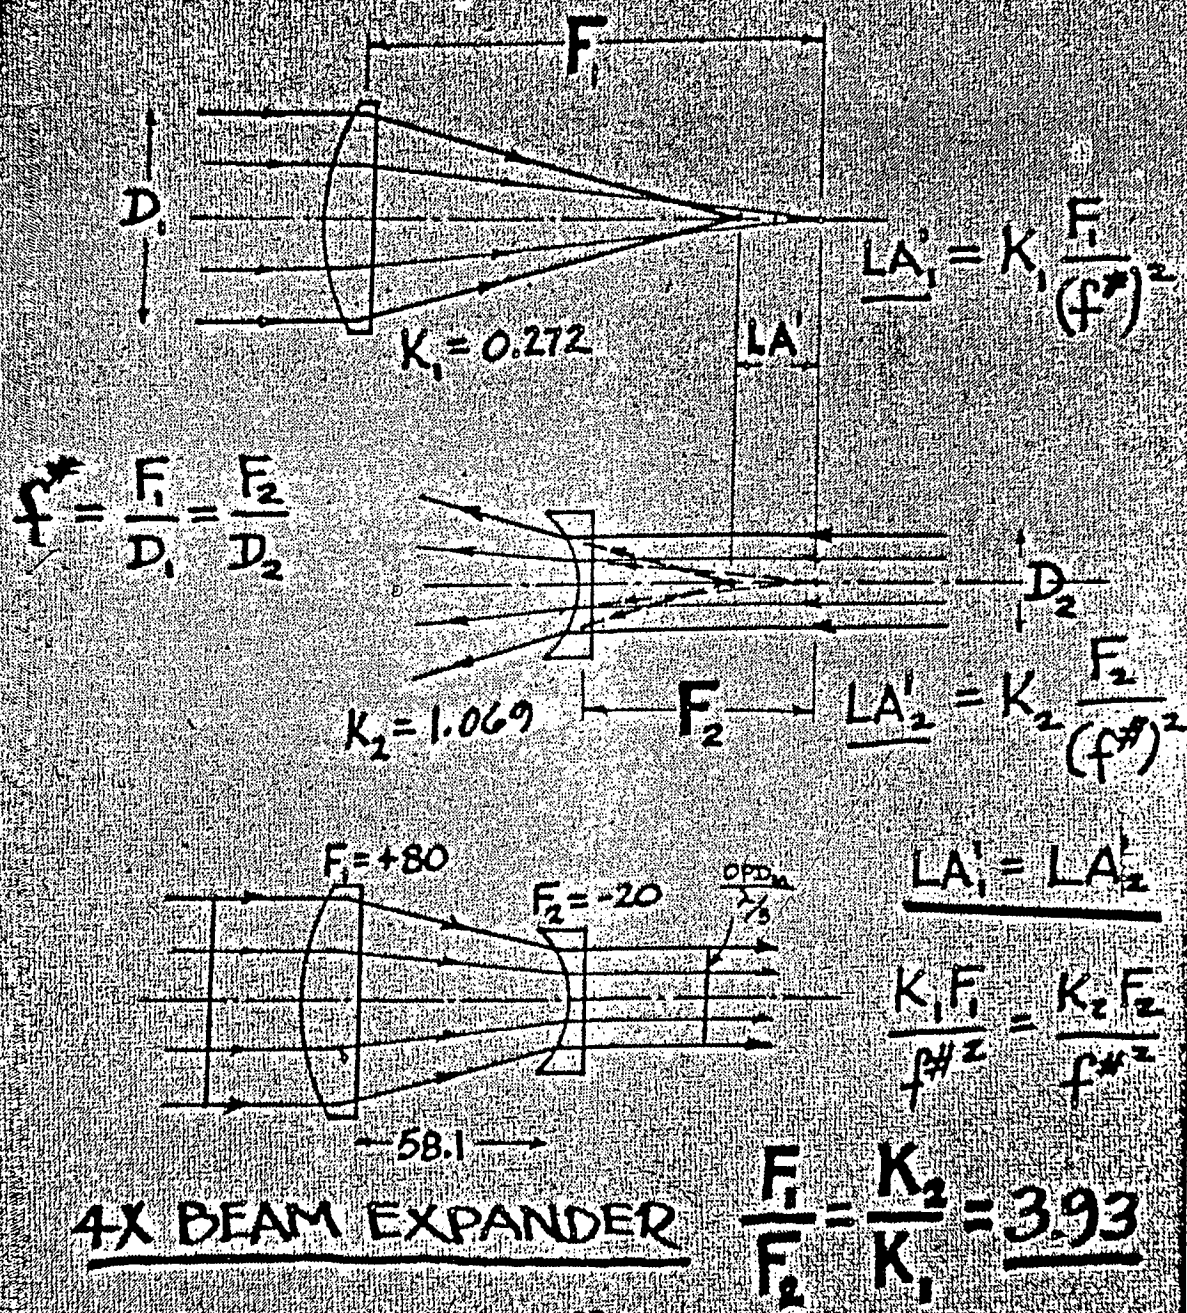 F₁
D₁
LA'₁ = K₁ F₁/(f#)²
K₁ = 0.272
LA'
f# = F₁/D₁ = F₂/D₂
D₂
K₂ = 1.069
F₂
LA'₂ = K₂ F₂/(f#)²
F₁ = +80
F₂ = -20
LA'₁ = LA'₂
K₁F₁/f#² = K₂F₂/f#²
58.1
4X BEAM EXPANDER
F₁/F₂ = K₂/K₁ = 3.93